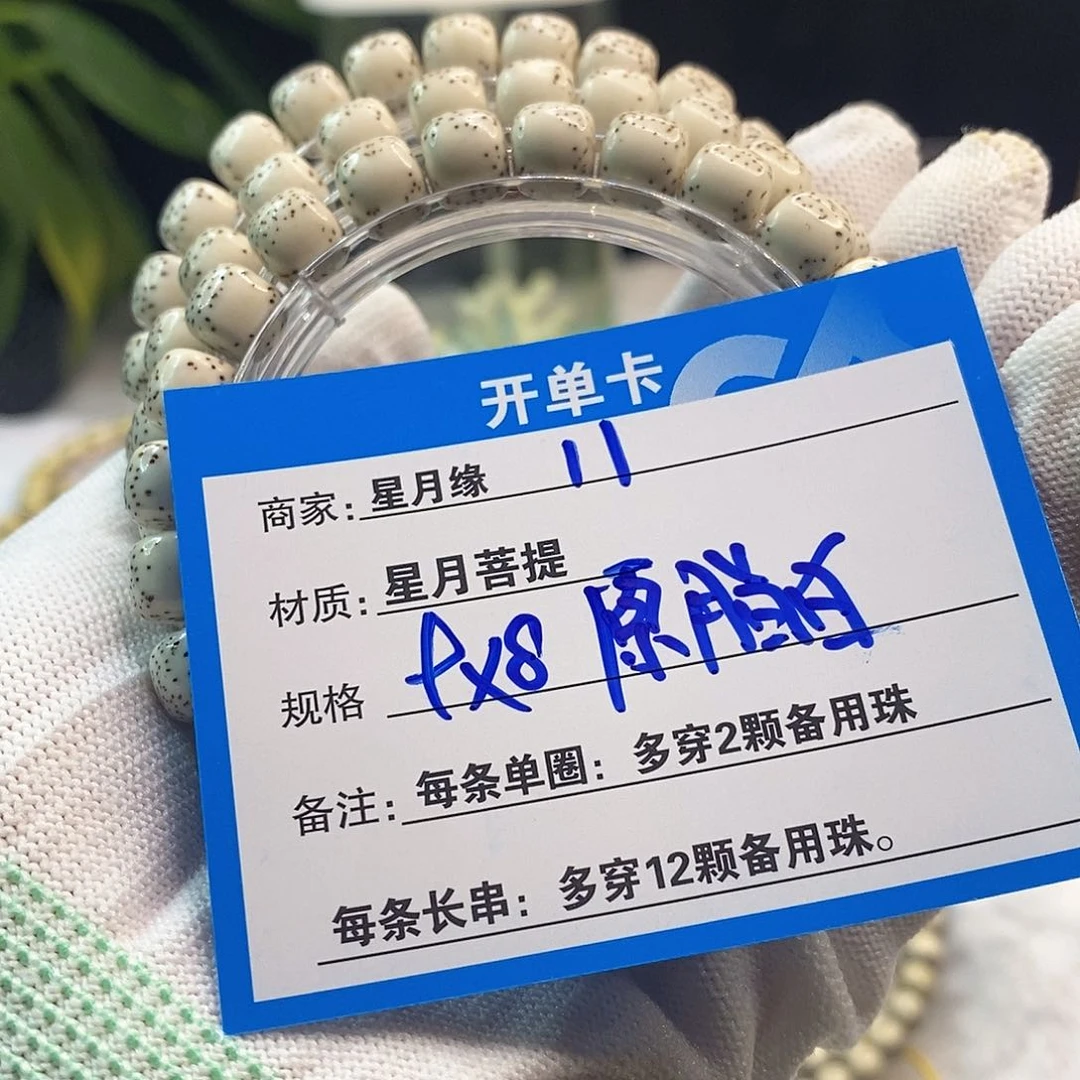 开单卡
商家：星月缘 11
材质：星月菩提
规格 x8 原
备注：每条单圈：多穿2颗备用珠
每条长串：多穿12颗备用珠。